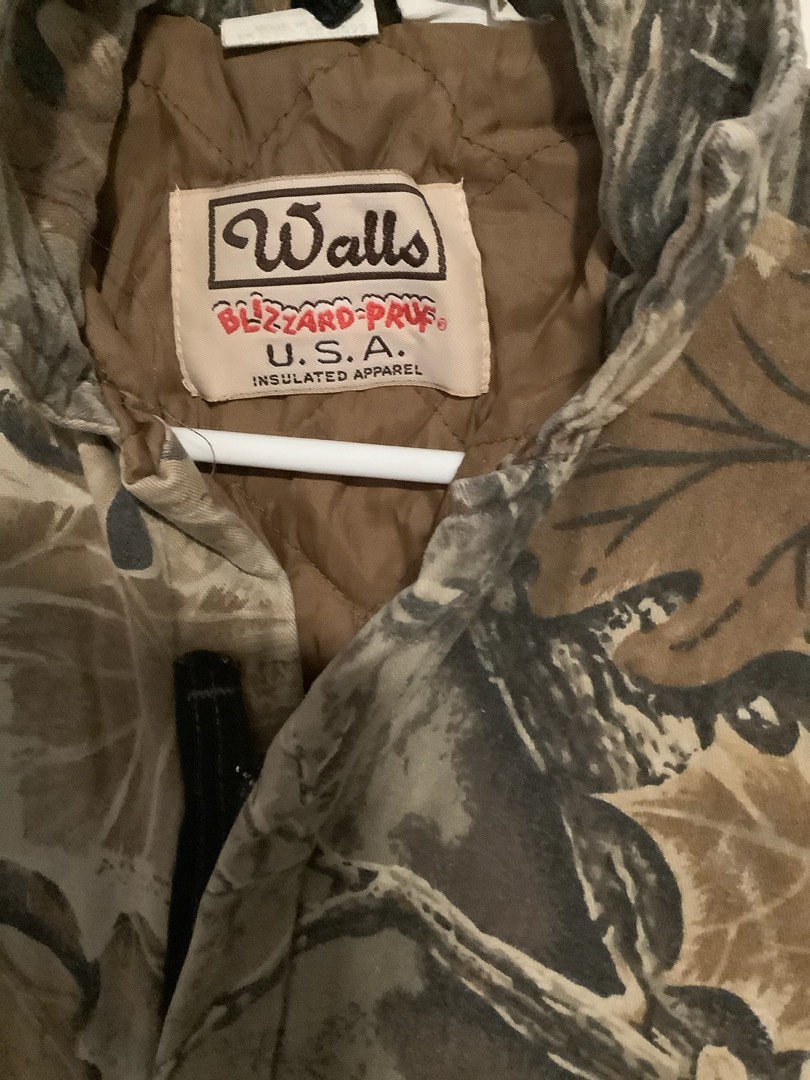 Walls
BLIZZARD-PRUF®
U.S.A.
INSULATED APPAREL